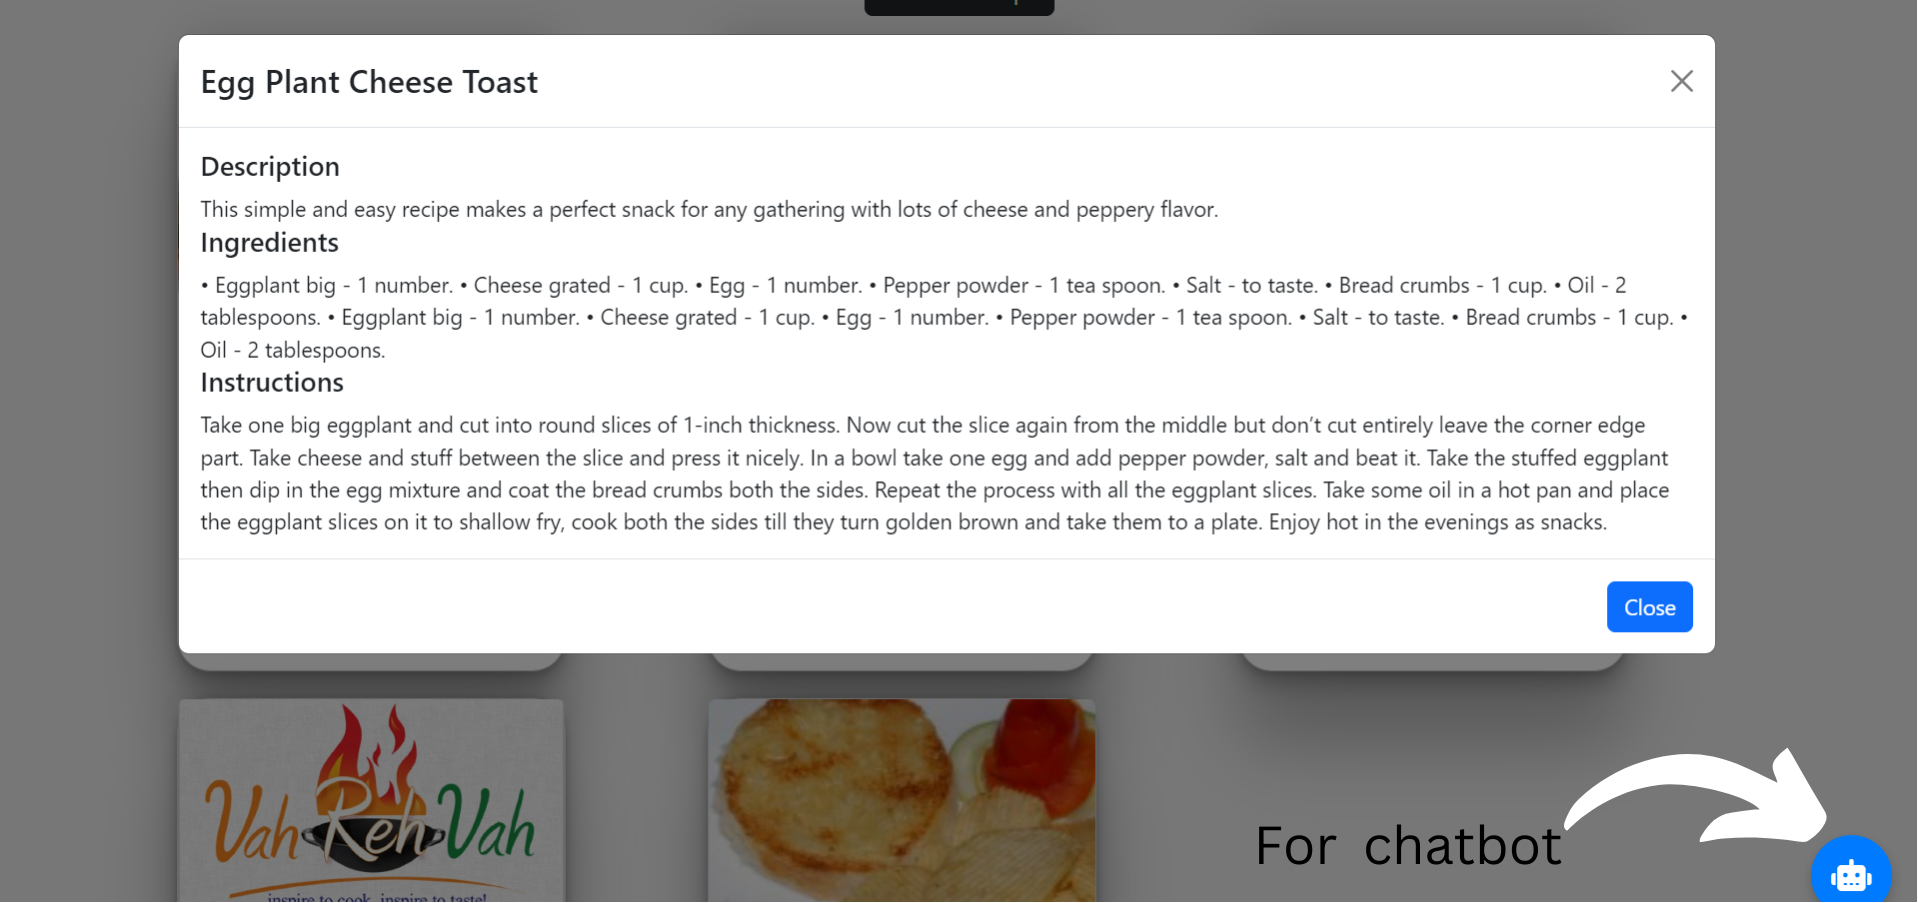 Egg Plant Cheese Toast
Description
This simple and easy recipe makes a perfect snack for any gathering with lots of cheese and peppery flavor.
Ingredients
• Eggplant big - 1 number. • Cheese grated - 1 cup. • Egg - 1 number. • Pepper powder - 1 tea spoon. • Salt - to taste. • Bread crumbs - 1 cup. • Oil - 2
tablespoons. • Eggplant big - 1 number. • Cheese grated - 1 cup. • Egg - 1 number. • Pepper powder - 1 tea spoon. • Salt - to taste. • Bread crumbs - 1 cup. •
Oil - 2 tablespoons.
Instructions
Take one big eggplant and cut into round slices of 1-inch thickness. Now cut the slice again from the middle but don’t cut entirely leave the corner edge
part. Take cheese and stuff between the slice and press it nicely. In a bowl take one egg and add pepper powder, salt and beat it. Take the stuffed eggplant
then dip in the egg mixture and coat the bread crumbs both the sides. Repeat the process with all the eggplant slices. Take some oil in a hot pan and place
the eggplant slices on it to shallow fry, cook both the sides till they turn golden brown and take them to a plate. Enjoy hot in the evenings as snacks.
Close
Vah Reh Vah
inspire to cook, inspire to taste!
For chatbot